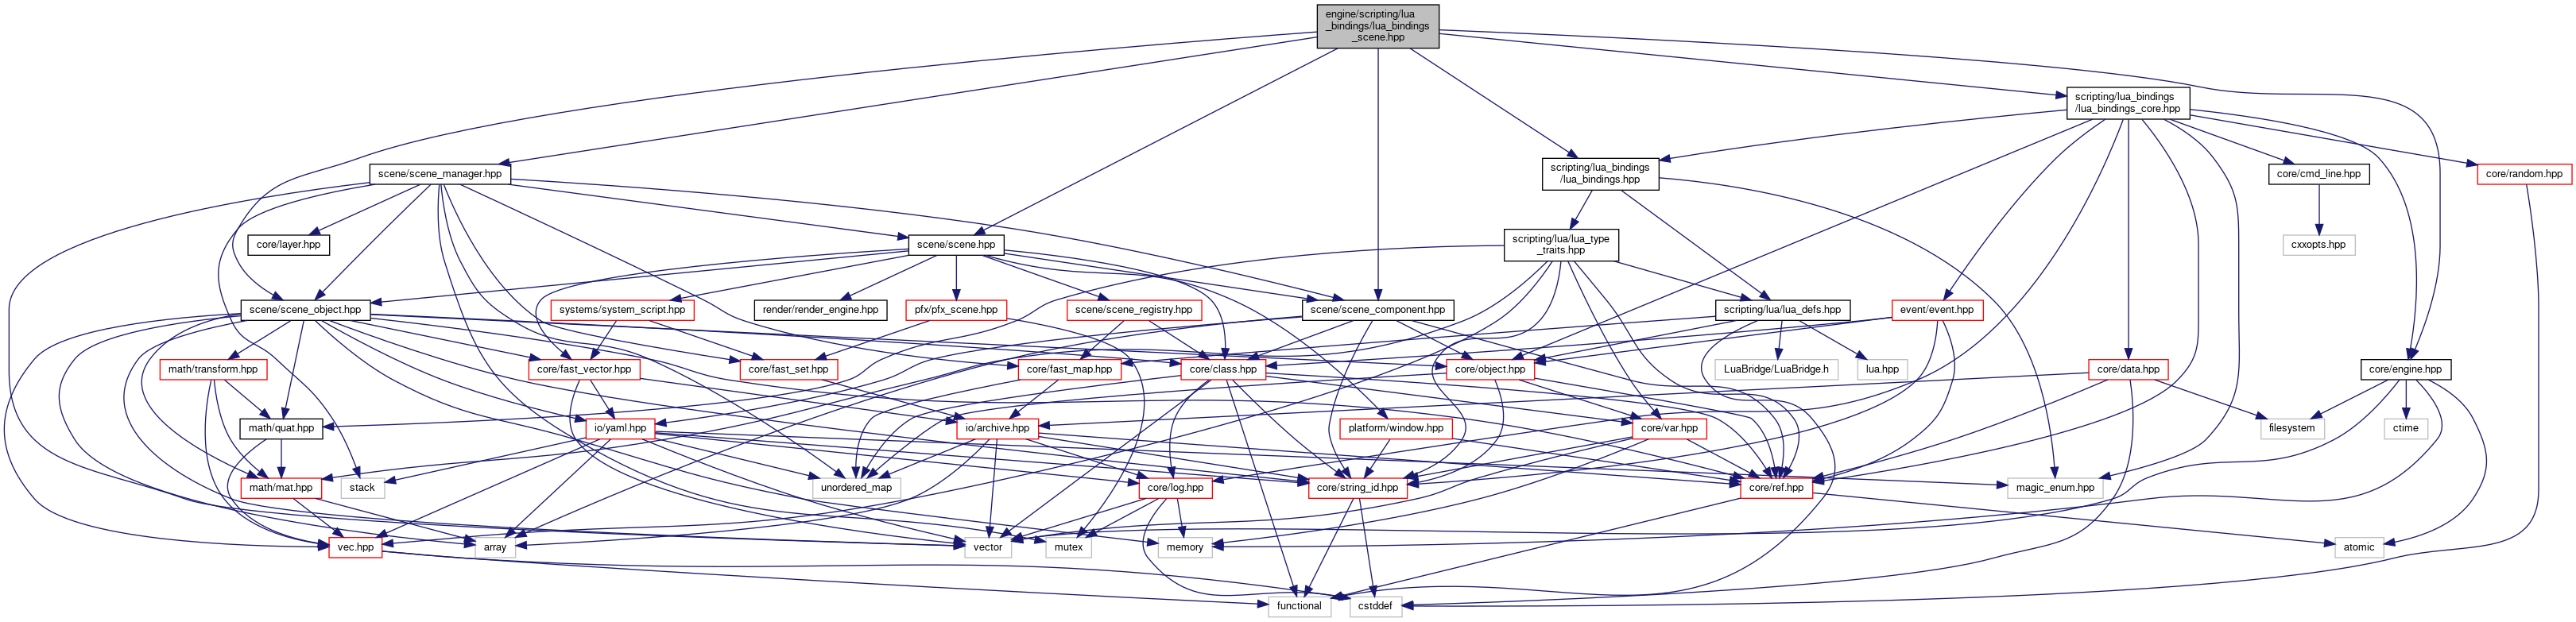 engine/scripting/lua
_bindings/lua_bindings
_scene.hpp
scripting/lua_bindings
/lua_bindings_core.hpp
scene/scene_manager.hpp
scripting/lua_bindings
/lua_bindings.hpp
core/cmd_line.hpp
core/random.hpp
core/layer.hpp
scene/scene.hpp
scripting/lua/lua_type
_traits.hpp
cxxopts.hpp
scene/scene_object.hpp
systems/system_script.hpp
render/render_engine.hpp
pfx/pfx_scene.hpp
scene/scene_registry.hpp
scene/scene_component.hpp
scripting/lua/lua_defs.hpp
event/event.hpp
math/transform.hpp
core/fast_vector.hpp
core/fast_set.hpp
core/fast_map.hpp
core/class.hpp
core/object.hpp
LuaBridge/LuaBridge.h
lua.hpp
core/data.hpp
core/engine.hpp
math/quat.hpp
io/yaml.hpp
io/archive.hpp
platform/window.hpp
core/var.hpp
filesystem
ctime
math/mat.hpp
stack
unordered_map
core/log.hpp
core/string_id.hpp
core/ref.hpp
magic_enum.hpp
vec.hpp
array
vector
mutex
memory
atomic
functional
cstddef